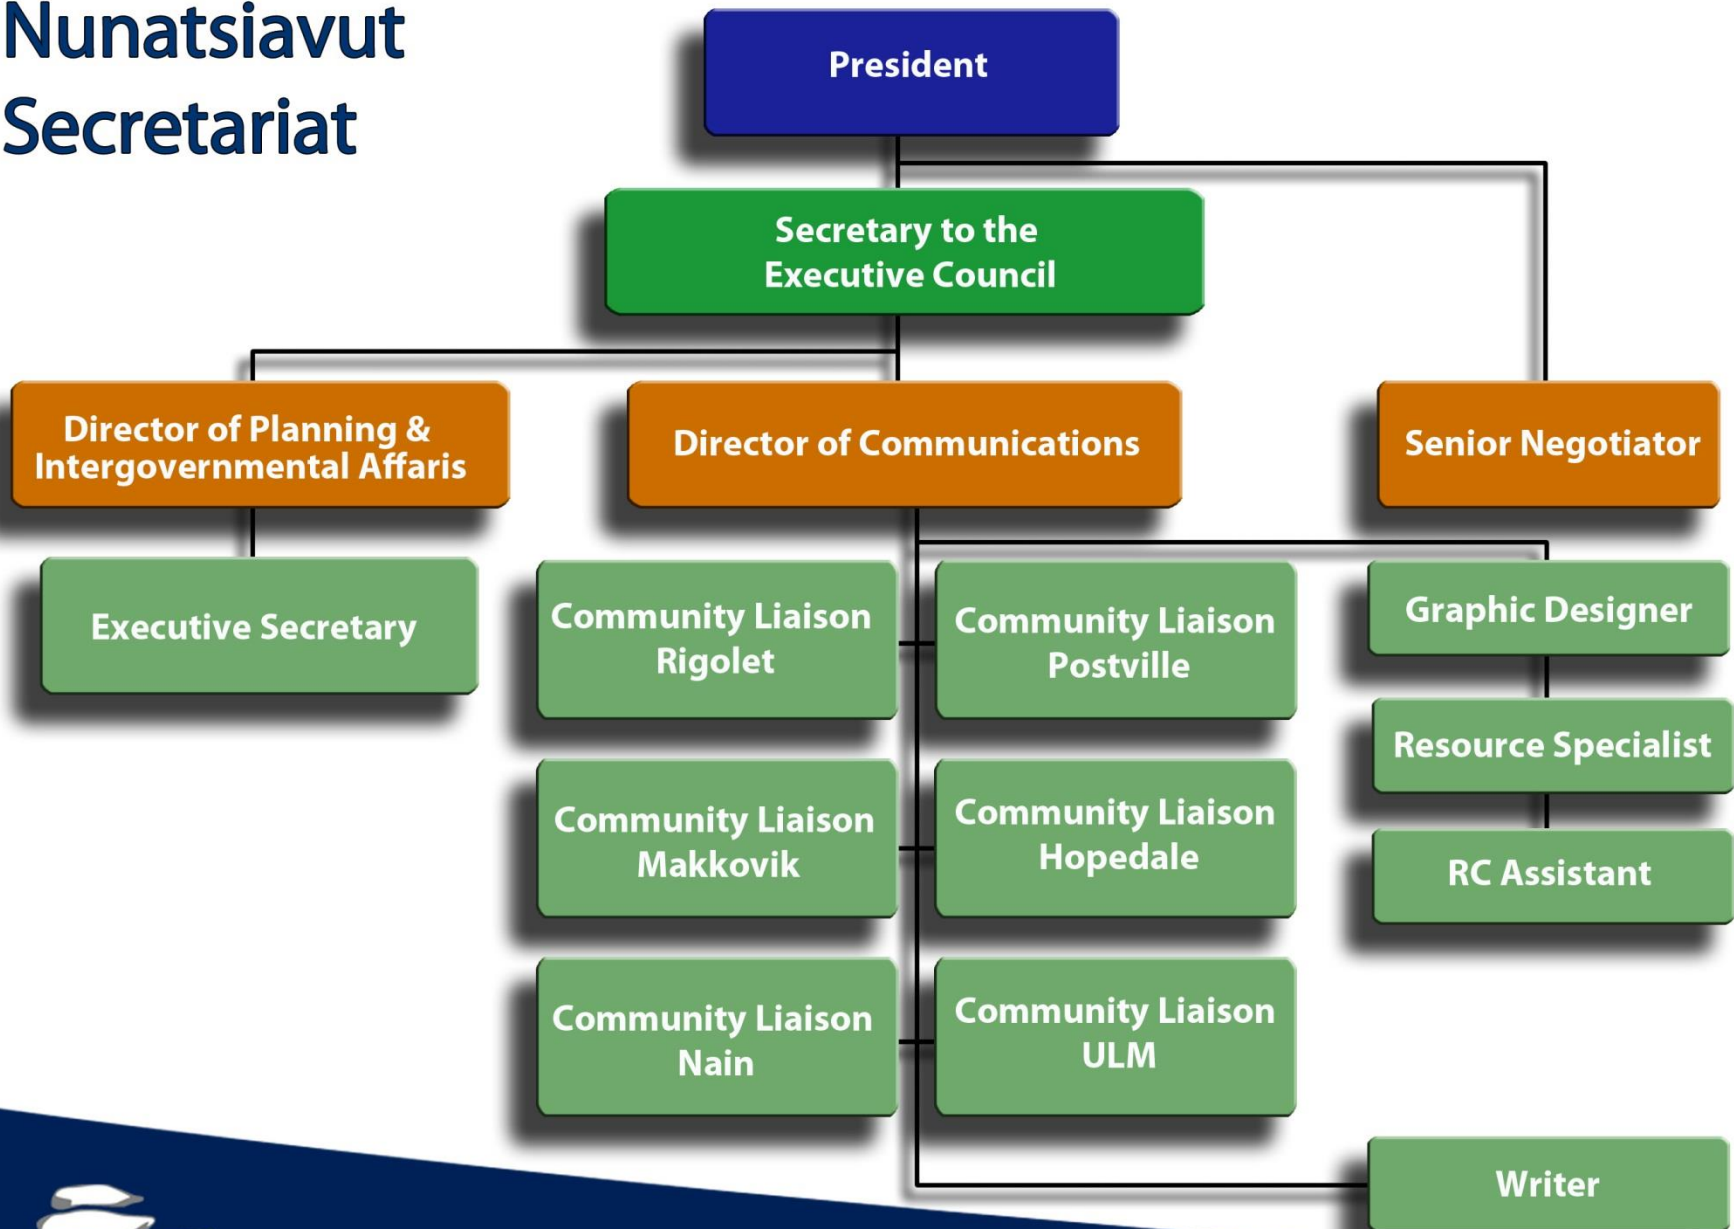 Nunatsiavut
Secretariat
President
Secretary to the
Executive Council
Director of Planning &
Intergovernmental Affaris
Director of Communications
Senior Negotiator
Executive Secretary
Community Liaison
Rigolet
Community Liaison
Postville
Graphic Designer
Resource Specialist
Community Liaison
Makkovik
Community Liaison
Hopedale
RC Assistant
Community Liaison
Nain
Community Liaison
ULM
Writer